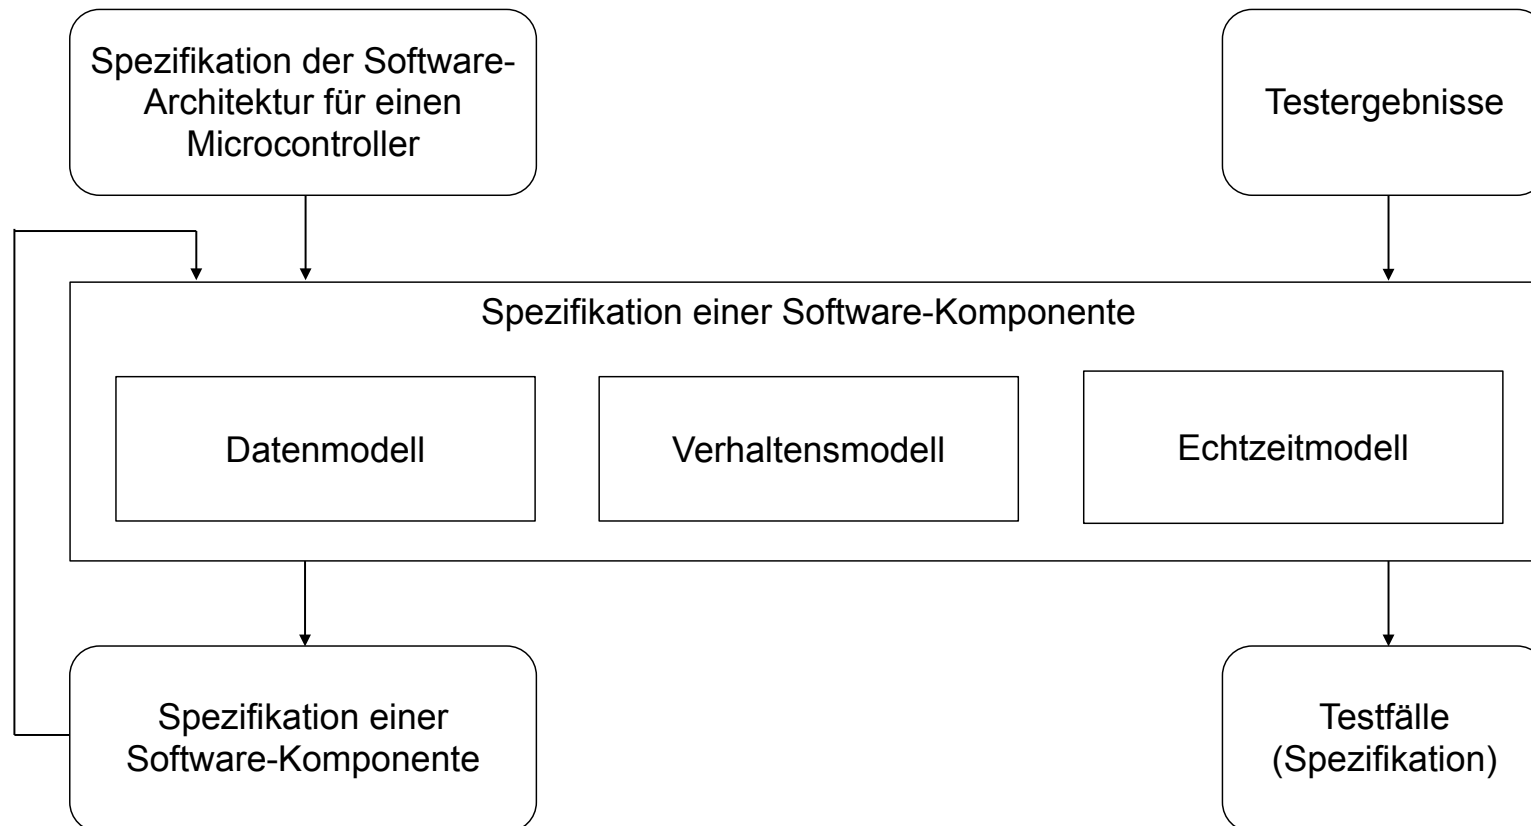 Spezifikation der Software-
Architektur für einen
Microcontroller
Testergebnisse
Spezifikation einer Software-Komponente
Datenmodell
Verhaltensmodell
Echtzeitmodell
Spezifikation einer
Software-Komponente
Testfälle
(Spezifikation)